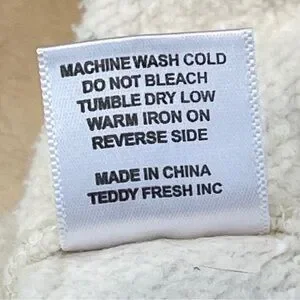 MACHINE WASH COLD
DO NOT BLEACH
TUMBLE DRY LOW
WARM IRON ON
REVERSE SIDE
MADE IN CHINA
TEDDY FRESH INC